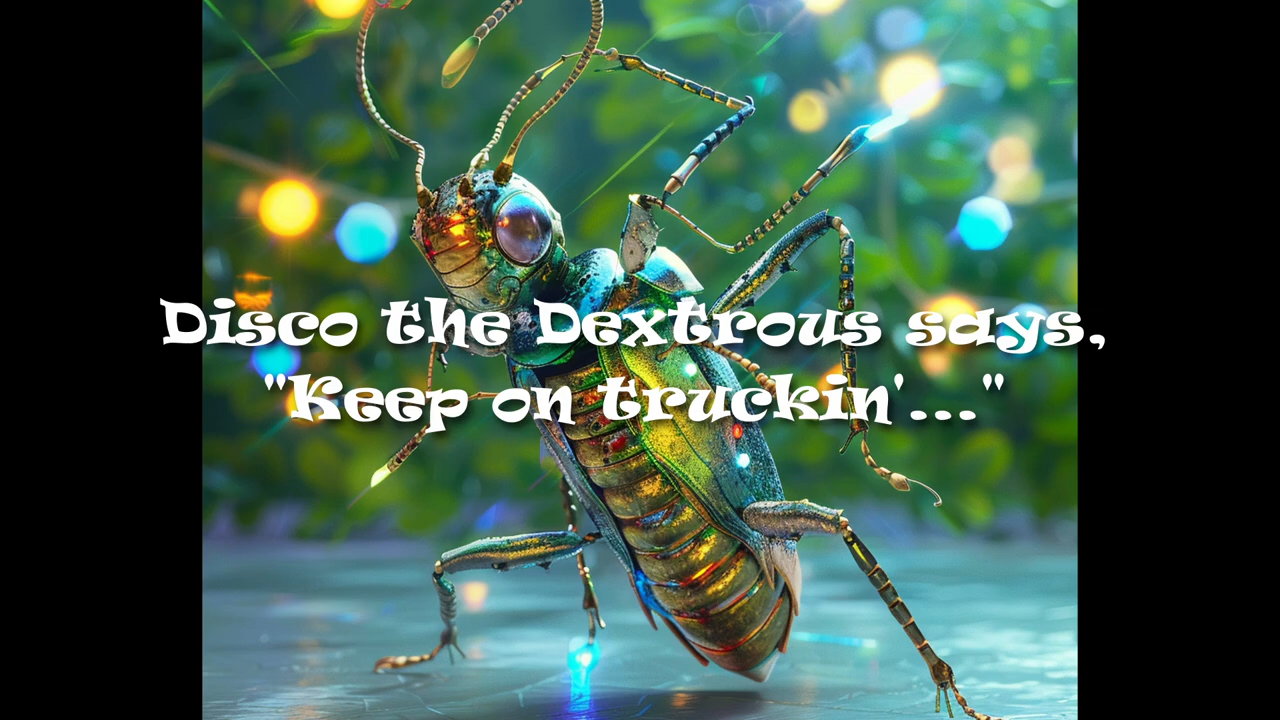 Disco the Dextrous says,
"Keep on truckin'..."